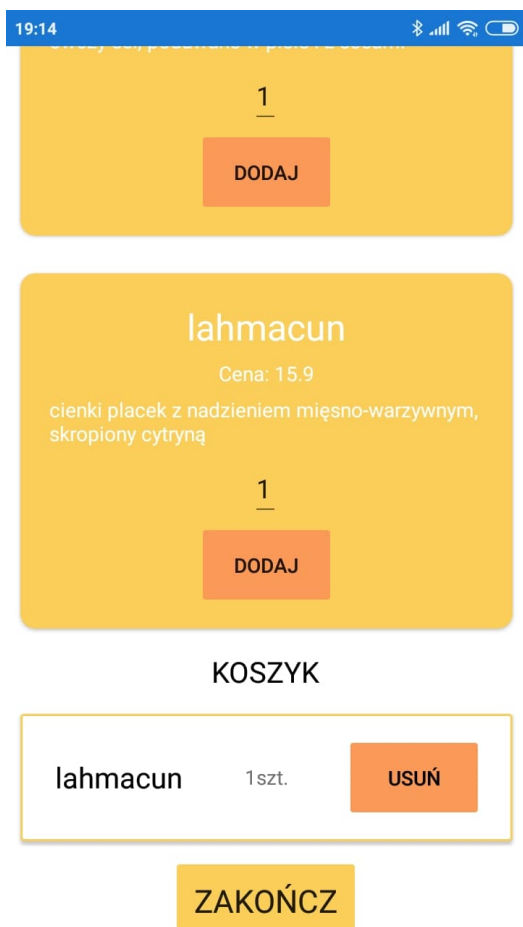 19:14
1
DODAJ
lahmacun
Cena: 15.9
cienki placek z nadzieniem mięsno-warzywnym,
skropiony cytryną
1
DODAJ
KOSZYK
lahmacun 1szt. USUŃ
ZAKOŃCZ